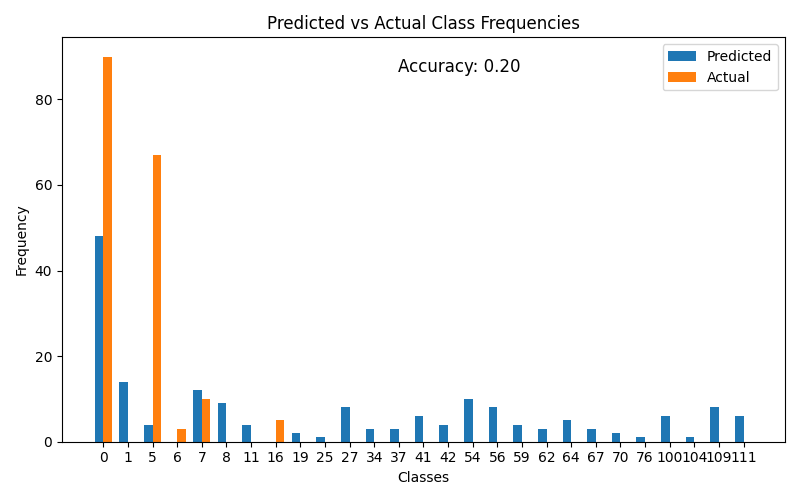 Predicted vs Actual Class Frequencies
Accuracy: 0.20
Predicted
Actual
Frequency
80
60
40
20
0
0 1 5 6 7 8 11 16 19 25 27 34 37 41 42 54 56 59 62 64 67 70 76 100 104 109 111
Classes